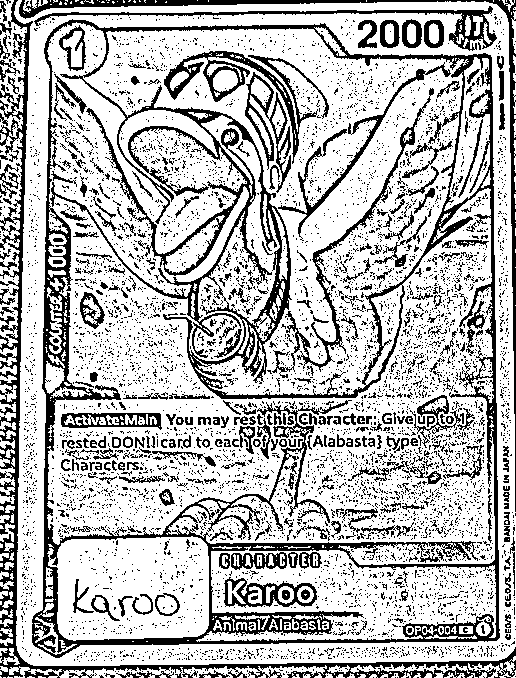 1
2000
Counter +1000
Activate:Main You may rest this Character: Give up to 1
rested DON!! card to each of your {Alabasta} type
Characters.
CHARACTER
Karoo
Karoo
Animal/Alabasta
OP04-004 C 1
BANDAI MADE IN JAPAN